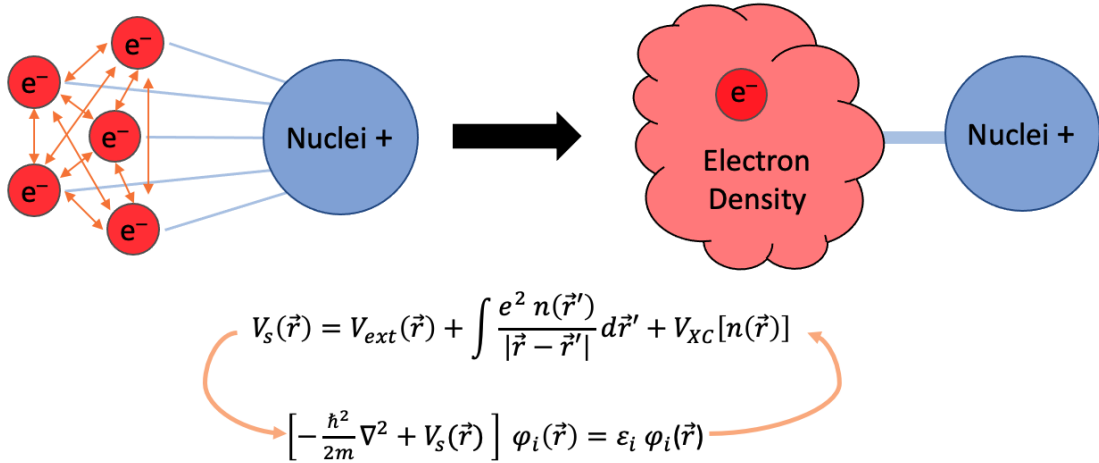 e⁻
e⁻
e⁻
e⁻
e⁻
Nuclei +
e⁻
Electron
Density
Nuclei +
V_s(r⃗) = V_ext(r⃗) + ∫ e² n(r⃗′) / |r⃗ − r⃗′| dr⃗′ + V_XC[n(r⃗)]
[−ħ²/2m ∇² + V_s(r⃗)] φ_i(r⃗) = ε_i φ_i(r⃗)